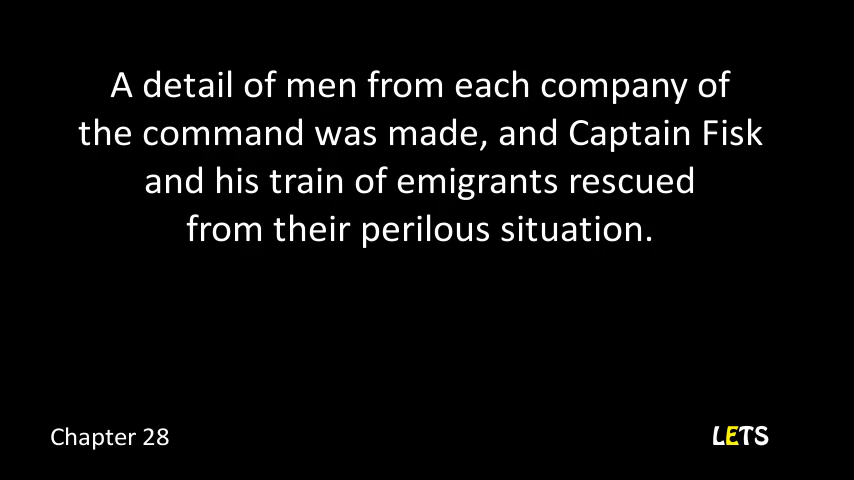 A detail of men from each company of
the command was made, and Captain Fisk
and his train of emigrants rescued
from their perilous situation.
Chapter 28
LETS